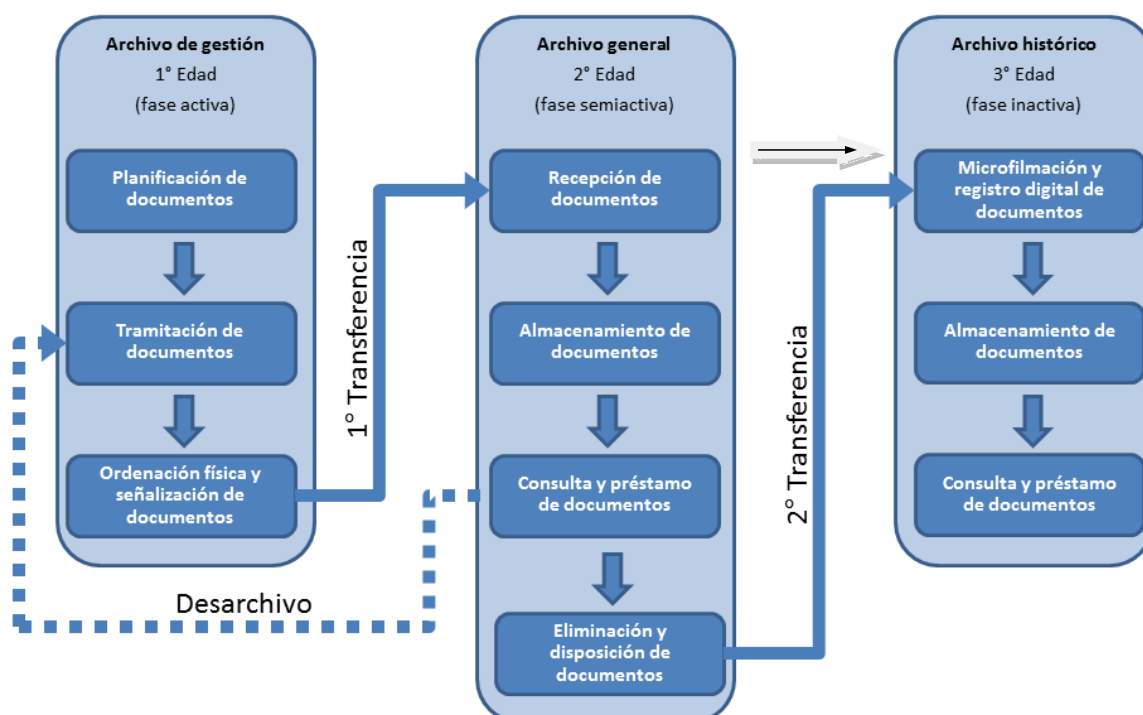 Archivo de gestión
1° Edad
(fase activa)
Planificación de
documentos
Tramitación de
documentos
Ordenación física y
señalización de
documentos
1° Transferencia
Desarchivo
Archivo general
2° Edad
(fase semiactiva)
Recepción de
documentos
Almacenamiento de
documentos
Consulta y préstamo
de documentos
Eliminación y
disposición de
documentos
2° Transferencia
Archivo histórico
3° Edad
(fase inactiva)
Microfilmación y
registro digital de
documentos
Almacenamiento de
documentos
Consulta y préstamo
de documentos